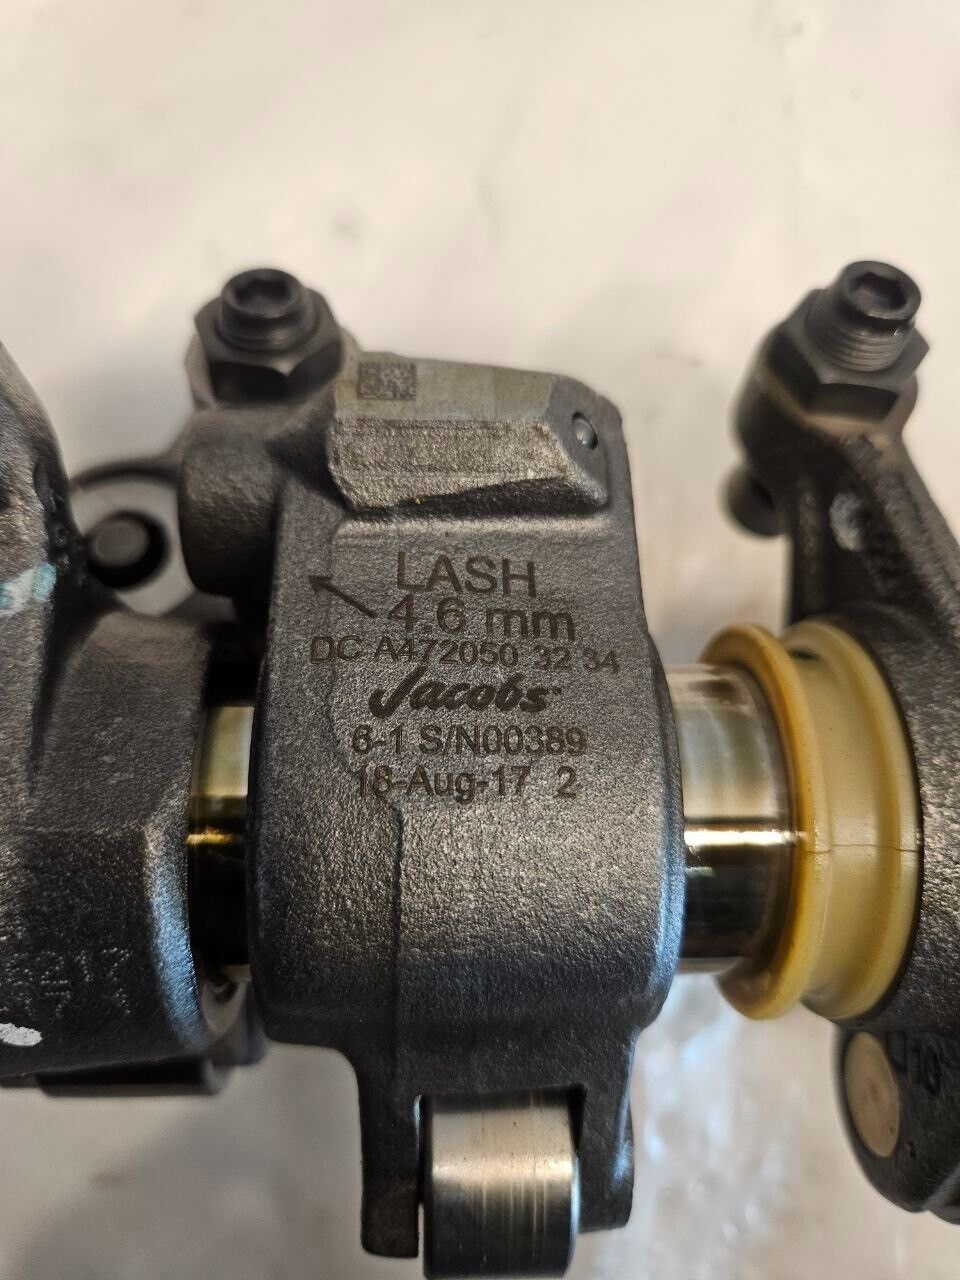 LASH
4.6 mm
DC A472050 32 34
Jacobs
6-1 S/N00389
18-Aug-17 2